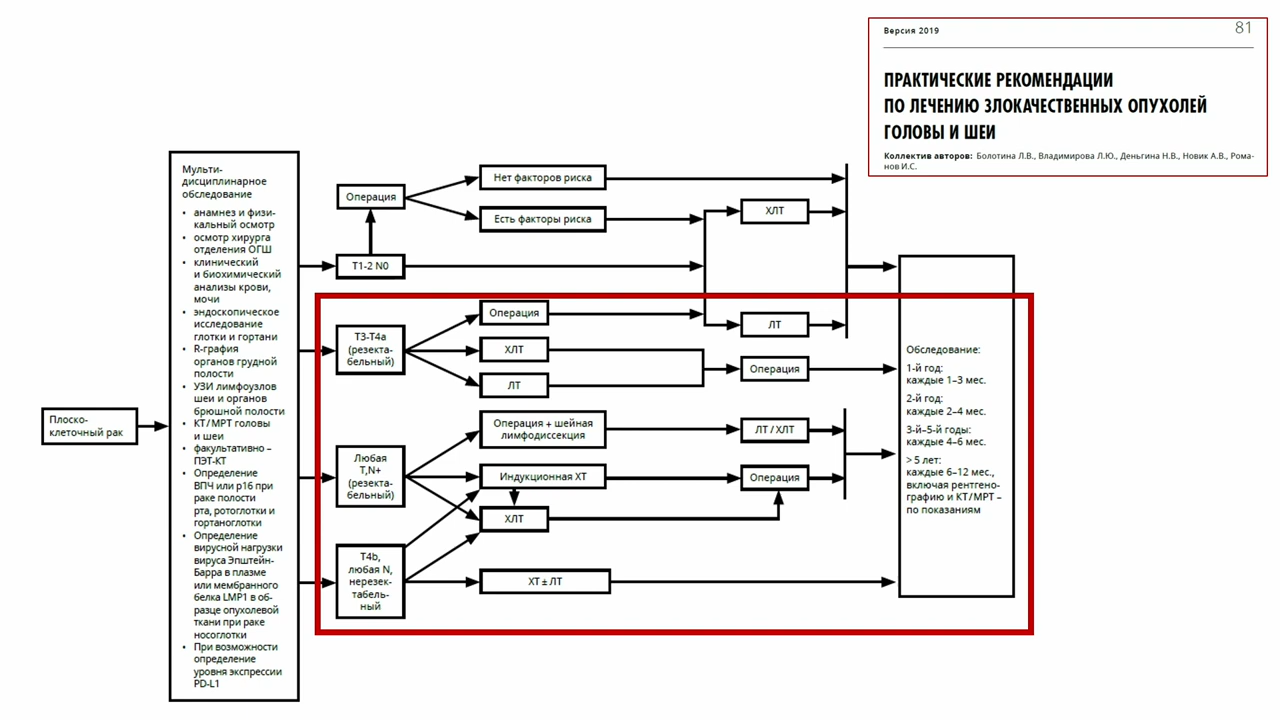 Версия 2019
81
ПРАКТИЧЕСКИЕ РЕКОМЕНДАЦИИ
ПО ЛЕЧЕНИЮ ЗЛОКАЧЕСТВЕННЫХ ОПУХОЛЕЙ
ГОЛОВЫ И ШЕИ
Коллектив авторов: Болотина Л.В., Владимирова Л.Ю., Деньгина Н.В., Новик А.В., Рома-
нов И.С.
Плоско-
клеточный рак
Мульти-
дисциплинарное
обследование
• анамнез и физи-
кальный осмотр
• осмотр хирурга
отделения ОГШ
• клинический
и биохимический
анализы крови,
мочи
• эндоскопическое
исследование
глотки и гортани
• R-графия
органов грудной
полости
• УЗИ лимфоузлов
шеи и органов
брюшной полости
• КТ/МРТ головы
и шеи
• факультативно –
ПЭТ-КТ
• Определение
ВПЧ или p16 при
раке полости
рта, ротоглотки и
гортаноглотки
• Определение
вирусной нагрузки
вируса Эпштейн-
Барра в плазме
или мембранного
белка LMP1 в об-
разце опухолевой
ткани при раке
носоглотки
• При возможности
определение
уровня экспрессии
PD-L1
Операция
T1-2 N0
Нет факторов риска
Есть факторы риска
ХЛТ
ЛТ
T3-T4a
(резекта-
бельный)
Операция
ХЛТ
ЛТ
Операция
Любая
T,N+
(резекта-
бельный)
Операция + шейная
лимфодиссекция
ЛТ / ХЛТ
Индукционная ХТ
Операция
ХЛТ
T4b,
любая N,
нерезек-
табель-
ный
ХТ ± ЛТ
Обследование:
1-й год:
каждые 1–3 мес.
2-й год:
каждые 2–4 мес.
3-й–5-й годы:
каждые 4–6 мес.
> 5 лет:
каждые 6–12 мес.,
включая рентгено-
графию и КТ/МРТ –
по показаниям